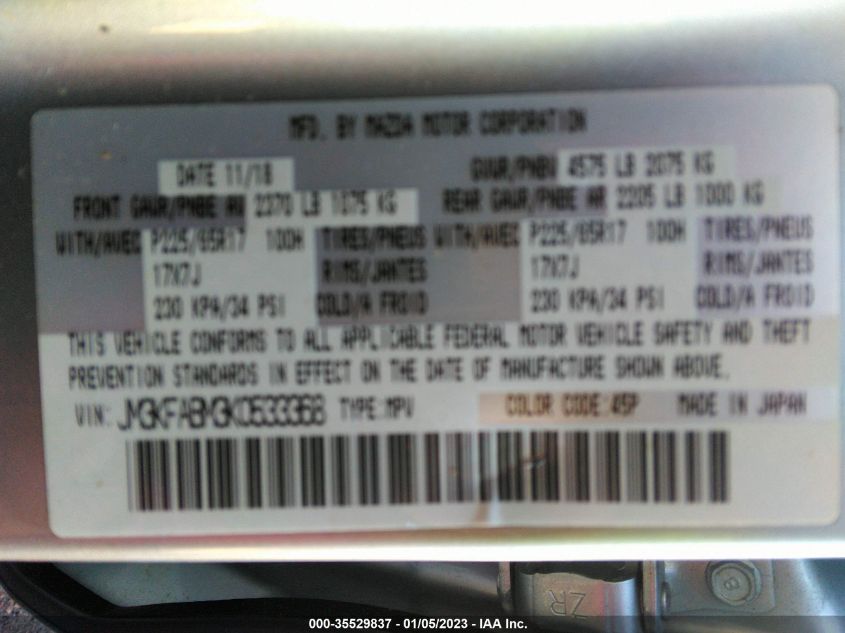 MFD. BY MAZDA MOTOR CORPORATION
DATE 11/18 GVWR/PNBV 4575 LB 2075 KG
FRONT GAWR/PNBE AV 2370 LB 1075 KG REAR GAWR/PNBE AR 2205 LB 1000 KG
WITH/AVEC P225/65R17 100H TIRES/PNEUS WITH/AVEC P225/65R17 100H TIRES/PNEUS
17X7J RIMS/JANTES 17X7J RIMS/JANTES
230 KPA/34 PSI COLD/A FROID 230 KPA/34 PSI COLD/A FROID
THIS VEHICLE CONFORMS TO ALL APPLICABLE FEDERAL MOTOR VEHICLE SAFETY AND THEFT
PREVENTION STANDARDS IN EFFECT ON THE DATE OF MANUFACTURE SHOWN ABOVE.
VIN: JM3KFABM3K0533368 TYPE:MPV COLOR CODE:45P MADE IN JAPAN
ZR
8
000-35529837 - 01/05/2023 - IAA Inc.